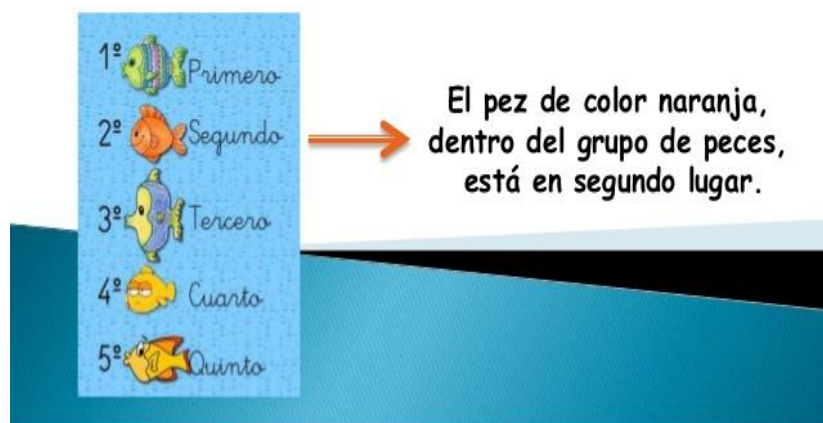 1º Primero
2º Segundo
3º Tercero
4º Cuarto
5º Quinto
El pez de color naranja,
dentro del grupo de peces,
está en segundo lugar.